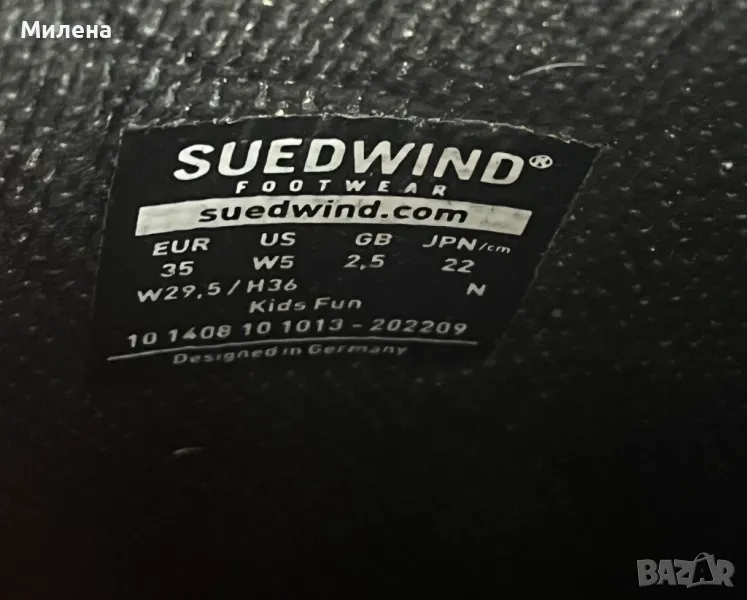 Milena
SUEDWIND®
FOOTWEAR
suedwind.com
EUR US GB JPN/cm
35 W5 2,5 22
W29,5/H36 N
Kids Fun
10 1408 10 1013-202209
Designed in Germany
BAZAR